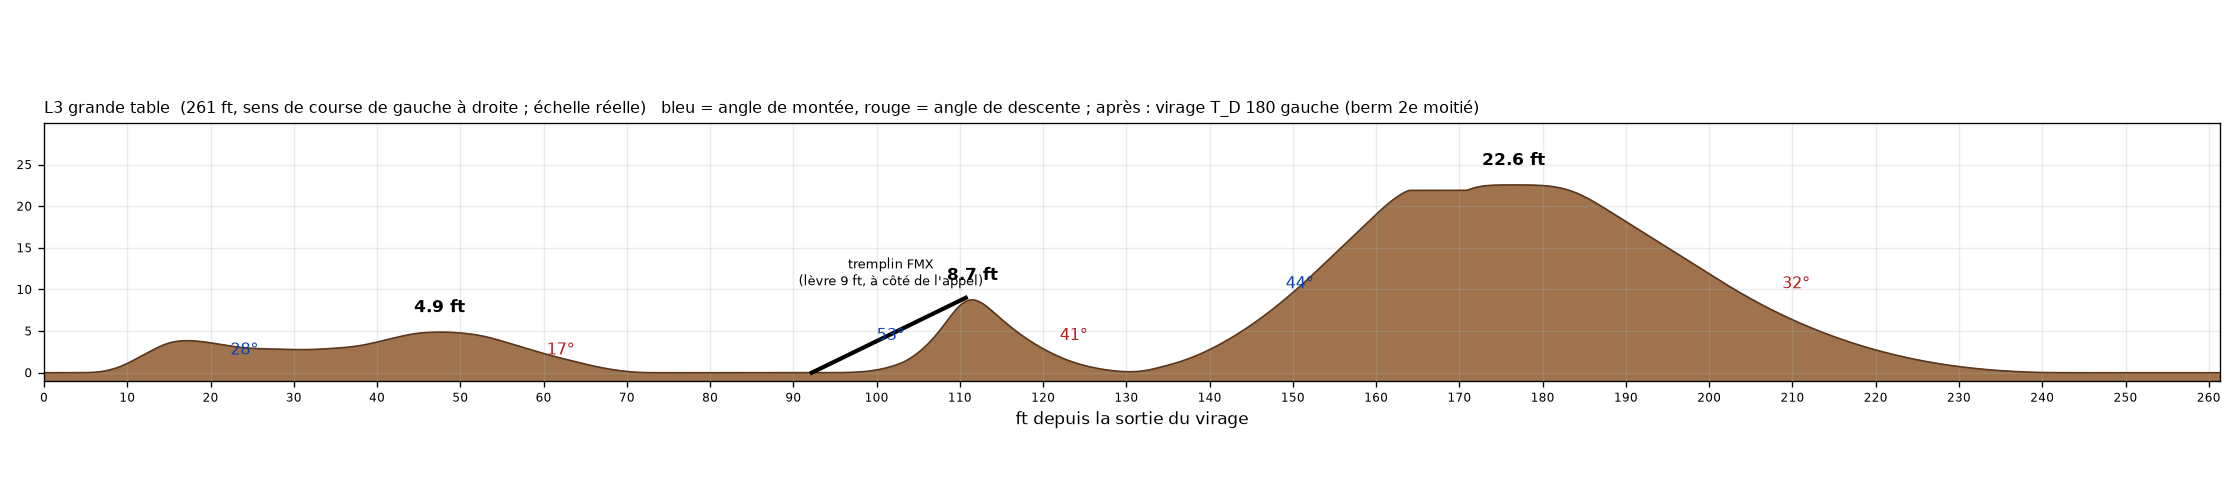 L3 grande table  (261 ft, sens de course de gauche à droite ; échelle réelle)   bleu = angle de montée, rouge = angle de descente ; après : virage T_D 180 gauche (berm 2e moitié)
25
22.6 ft
20
15
tremplin FMX
(lèvre 9 ft, à côté de l'appel)
8.7 ft
10
44°
32°
4.9 ft
5
28°
17°
53°
41°
0
0 10 20 30 40 50 60 70 80 90 100 110 120 130 140 150 160 170 180 190 200 210 220 230 240 250 260
ft depuis la sortie du virage